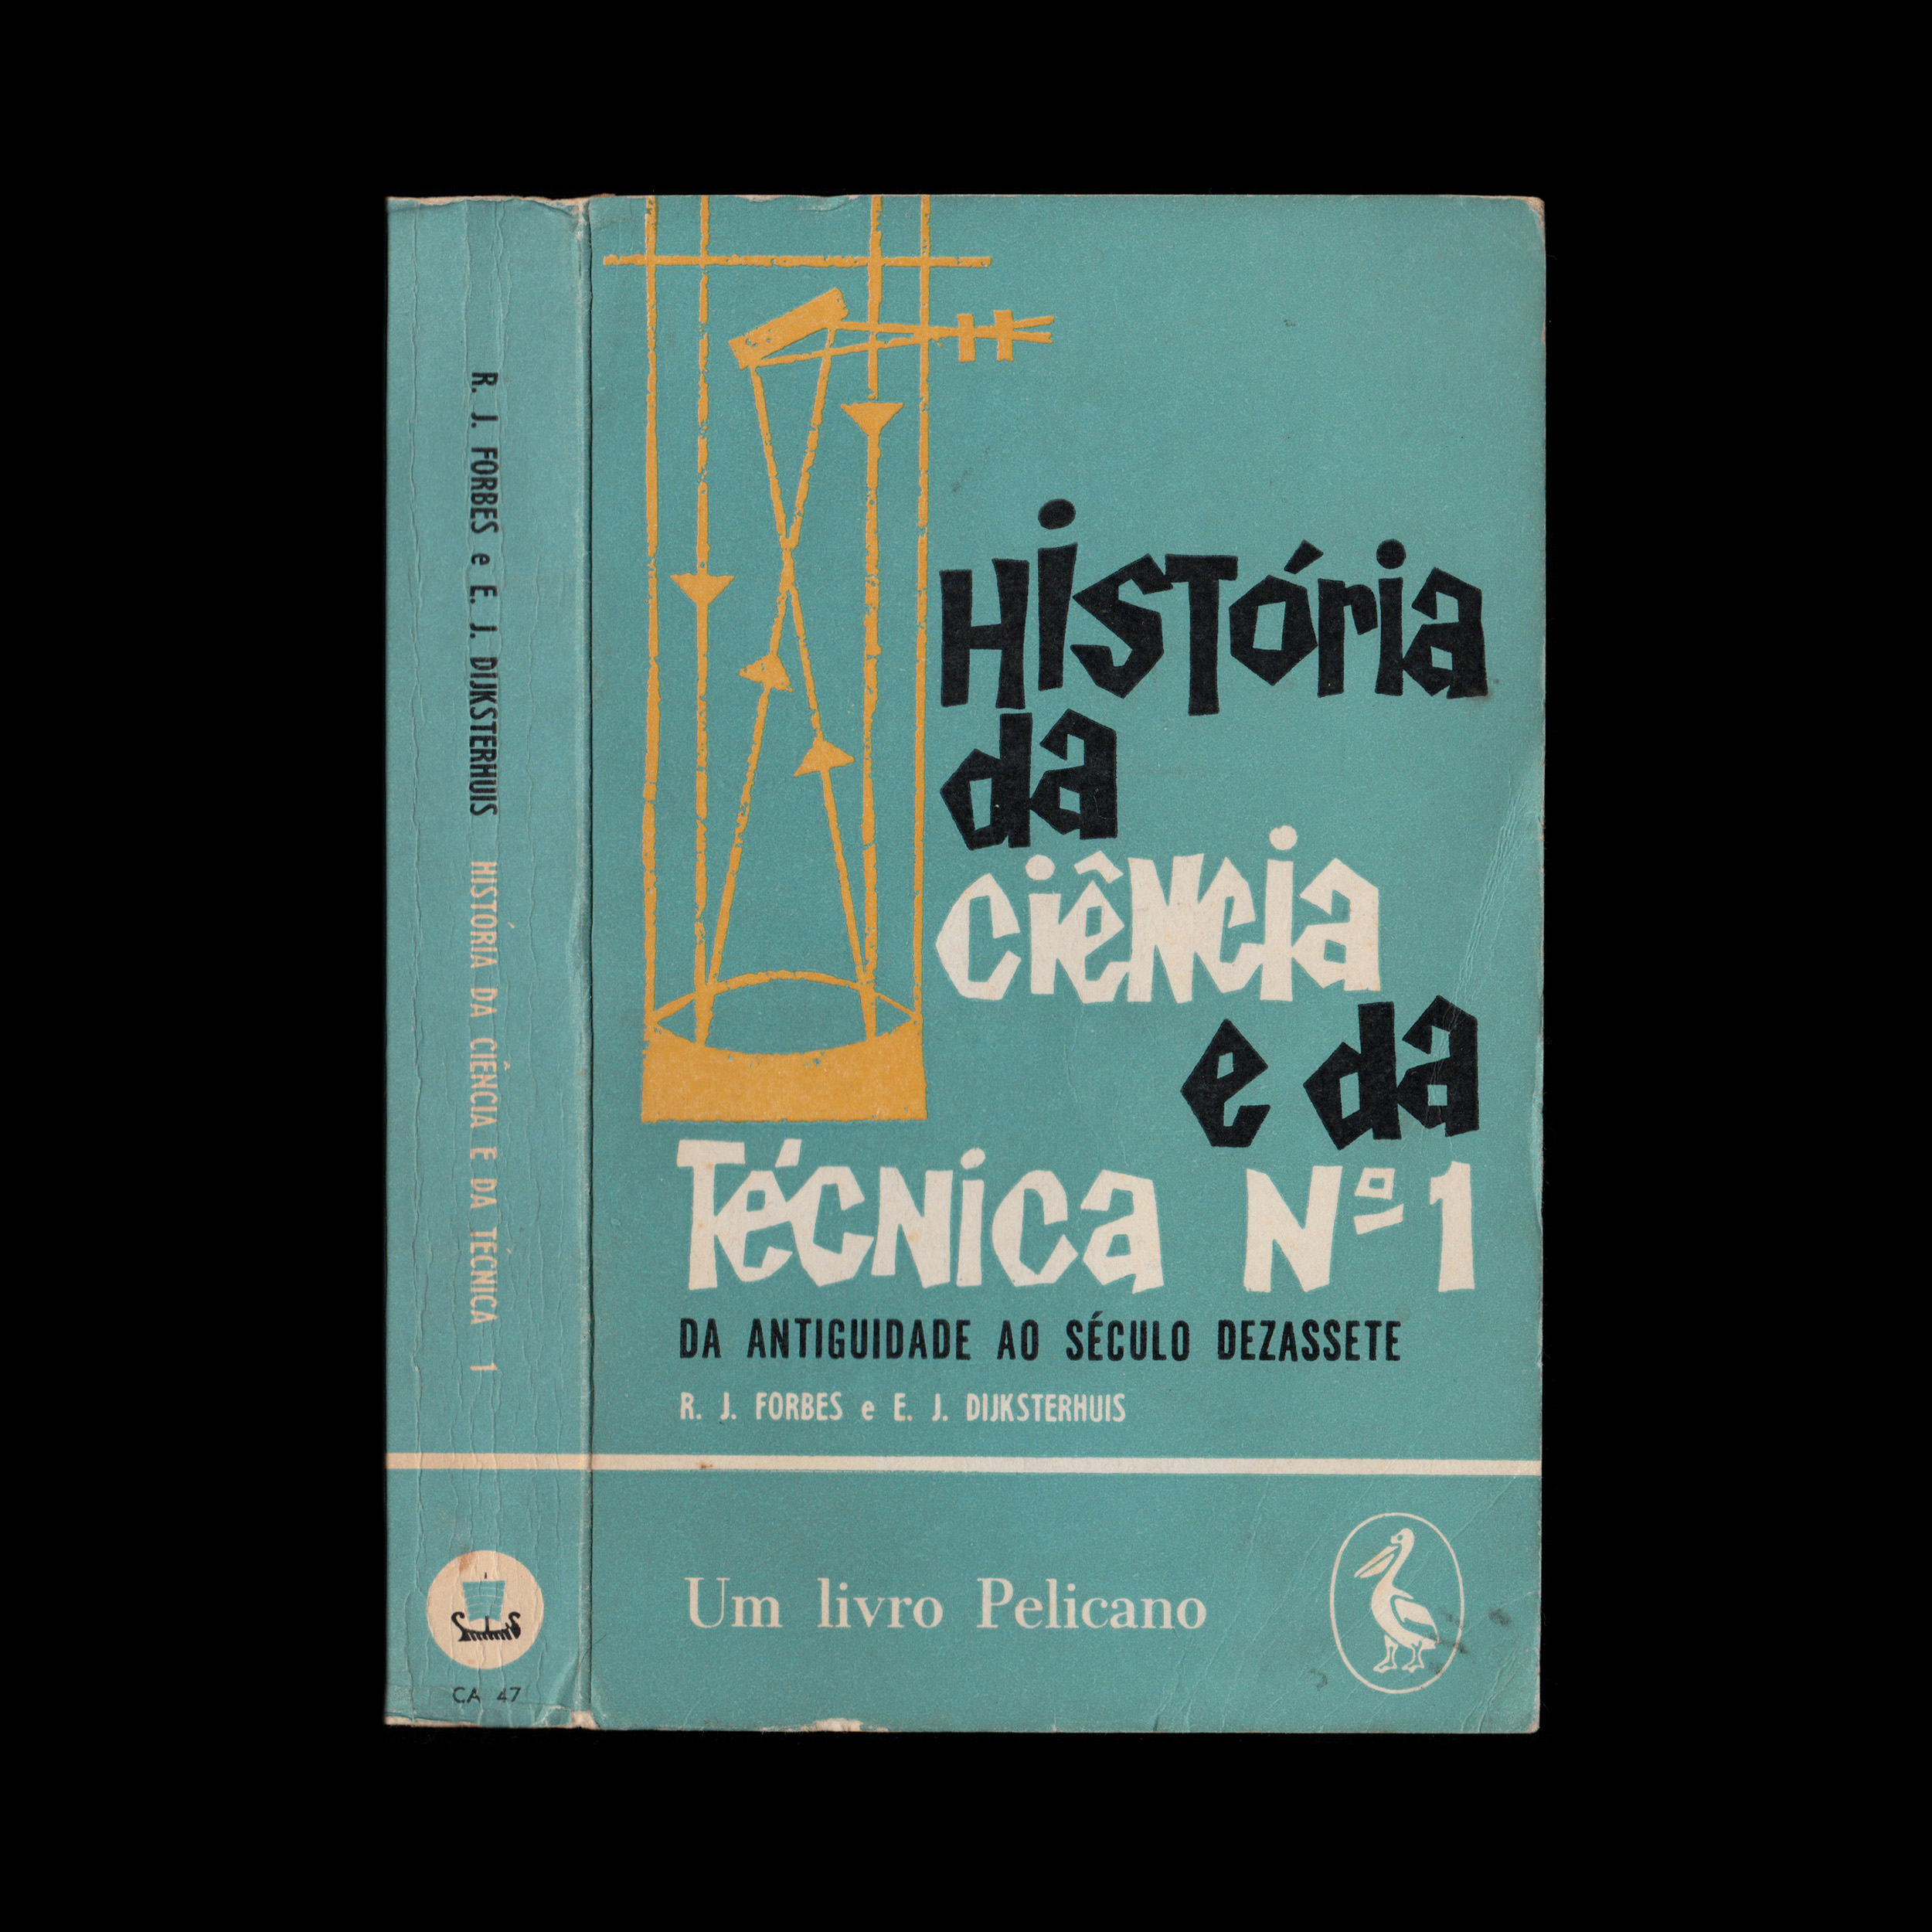 R. J. FORBES e E. J. DIJKSTERHUIS HISTÓRIA DA CIÊNCIA E DA TÉCNICA 1
CA 47
História
da
Ciência
e da
Técnica Nº 1
DA ANTIGUIDADE AO SÉCULO DEZASSETE
R. J. FORBES e E. J. DIJKSTERHUIS
Um livro Pelicano